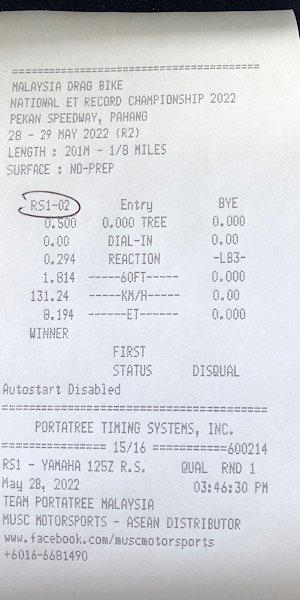 ========================================
MALAYSIA DRAG BIKE
NATIONAL ET RECORD CHAMPIONSHIP 2022
PEKAN SPEEDWAY, PAHANG
28 - 29 MAY 2022 (R2)
LENGTH : 201M - 1/8 MILES
SURFACE : NO-PREP
RS1-02 Entry BYE
0.500 0.000 TREE 0.000
0.00 DIAL-IN 0.00
0.294 REACTION -LB3-
1.814 -----60FT----- 0.000
131.24 -----KM/H----- 0.00
8.194 ------ET------ 0.000
WINNER
FIRST
STATUS DISQUAL
Autostart Disabled
========================================
PORTATREE TIMING SYSTEMS, INC.
================ 15/16 ===========600214
RS1 - YAMAHA 125Z R.S. QUAL RND 1
May 28, 2022 03:46:30 PM
TEAM PORTATREE MALAYSIA
MUSC MOTORSPORTS - ASEAN DISTRIBUTOR
www.facebook.com/muscmotorsports
+6016-6681490